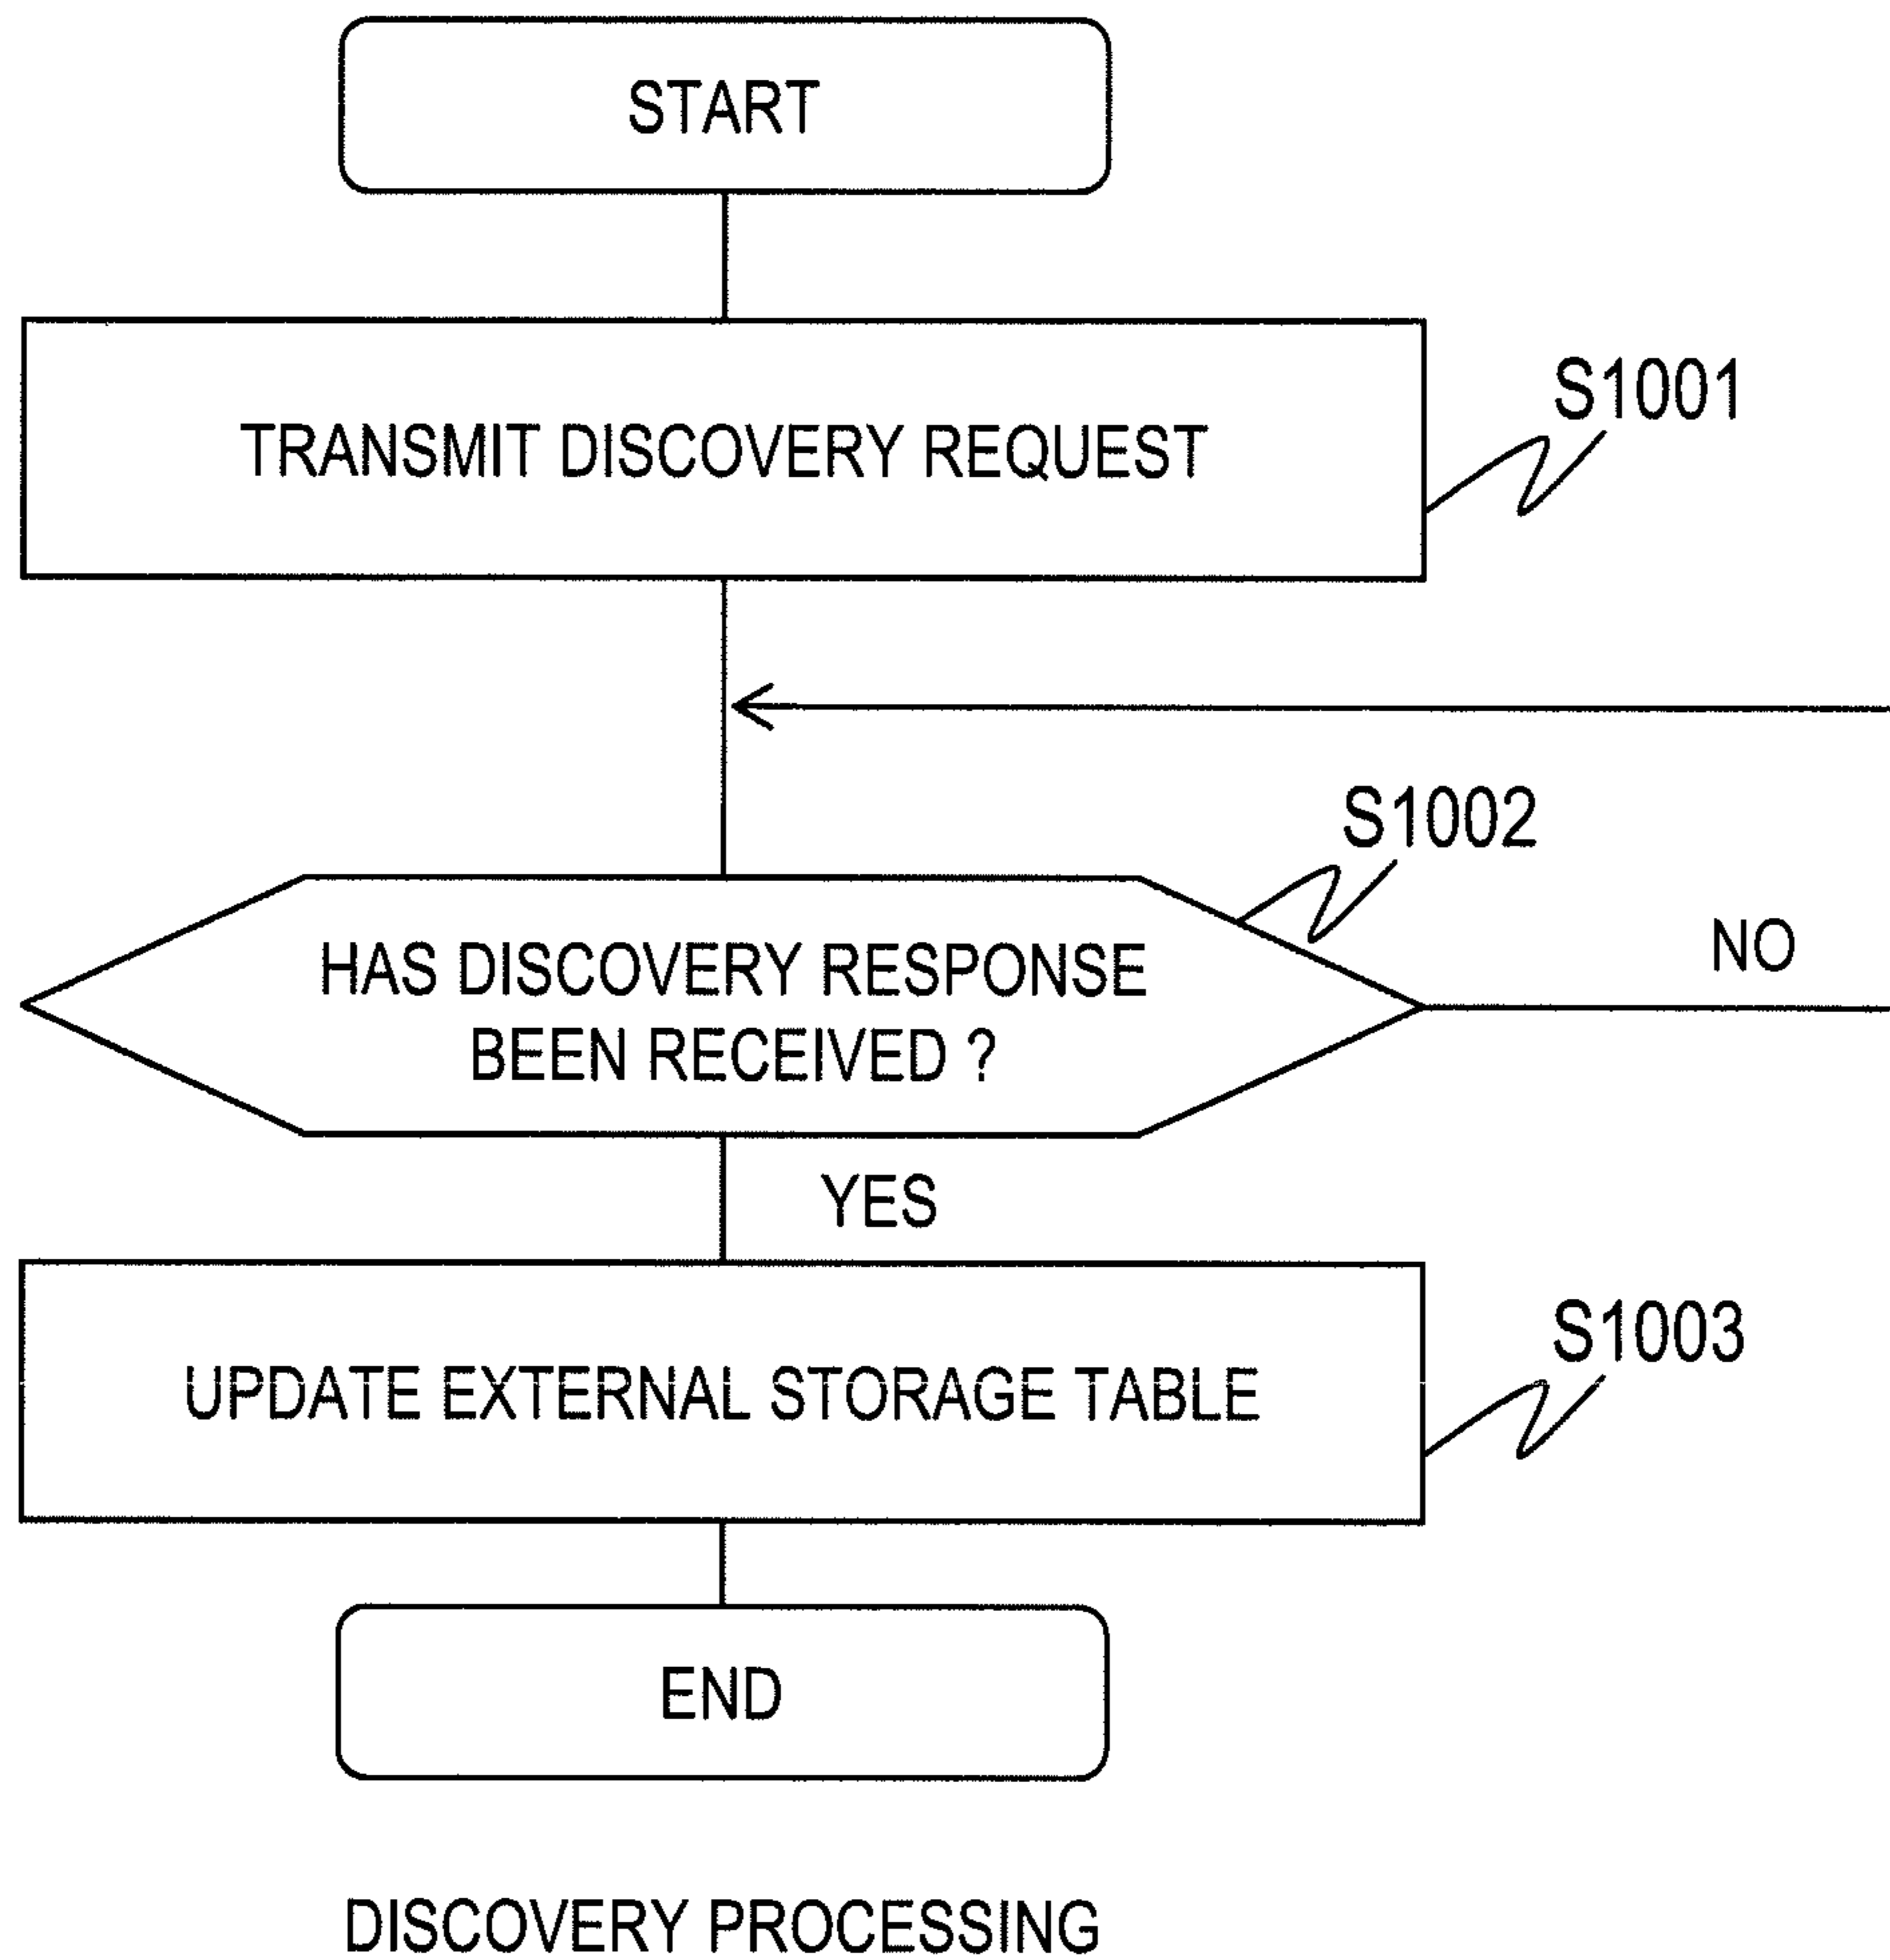 START
TRANSMIT DISCOVERY REQUEST
S1001
S1002
HAS DISCOVERY RESPONSE
BEEN RECEIVED ?
NO
YES
UPDATE EXTERNAL STORAGE TABLE
S1003
END
DISCOVERY PROCESSING